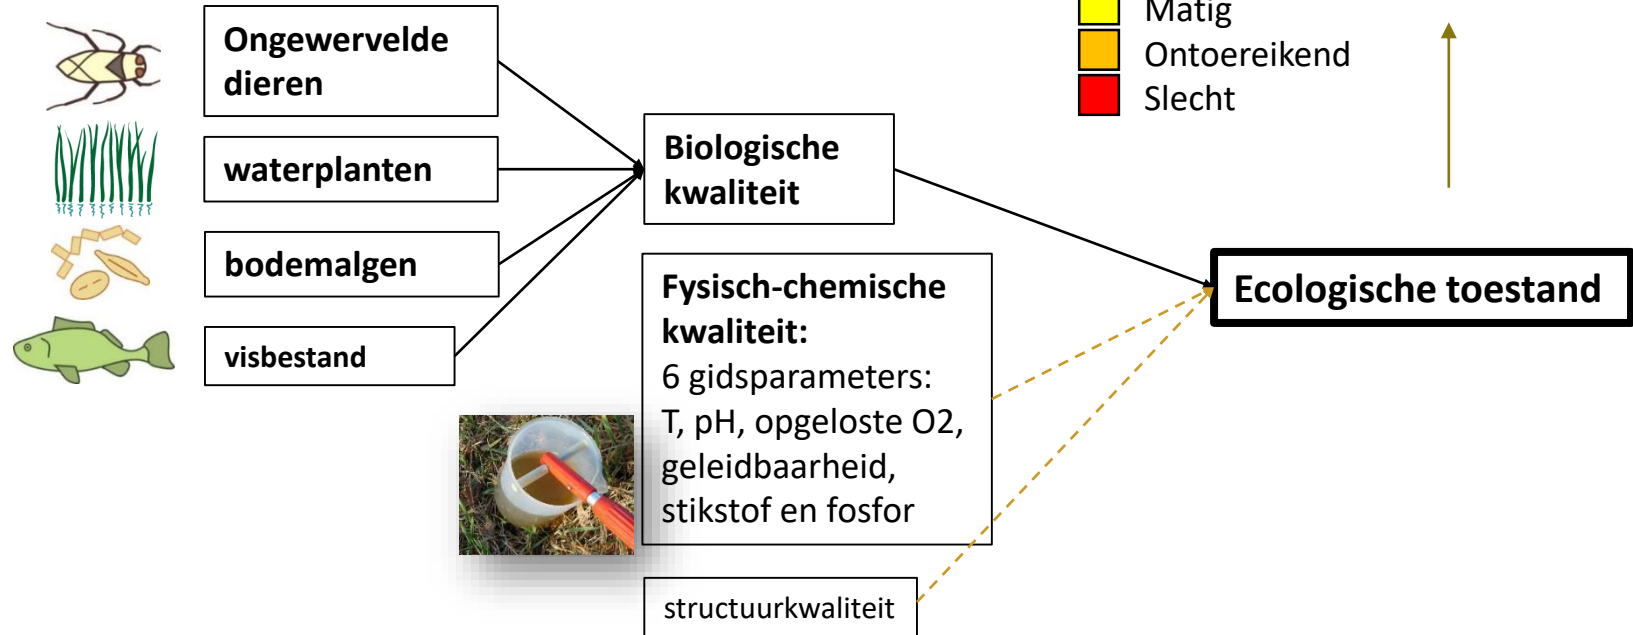 Matig
Ontoereikend
Slecht
Ongewervelde
dieren
waterplanten
bodemalgen
visbestand
Biologische
kwaliteit
Fysisch-chemische
kwaliteit:
6 gidsparameters:
T, pH, opgeloste O2,
geleidbaarheid,
stikstof en fosfor
structuurkwaliteit
Ecologische toestand